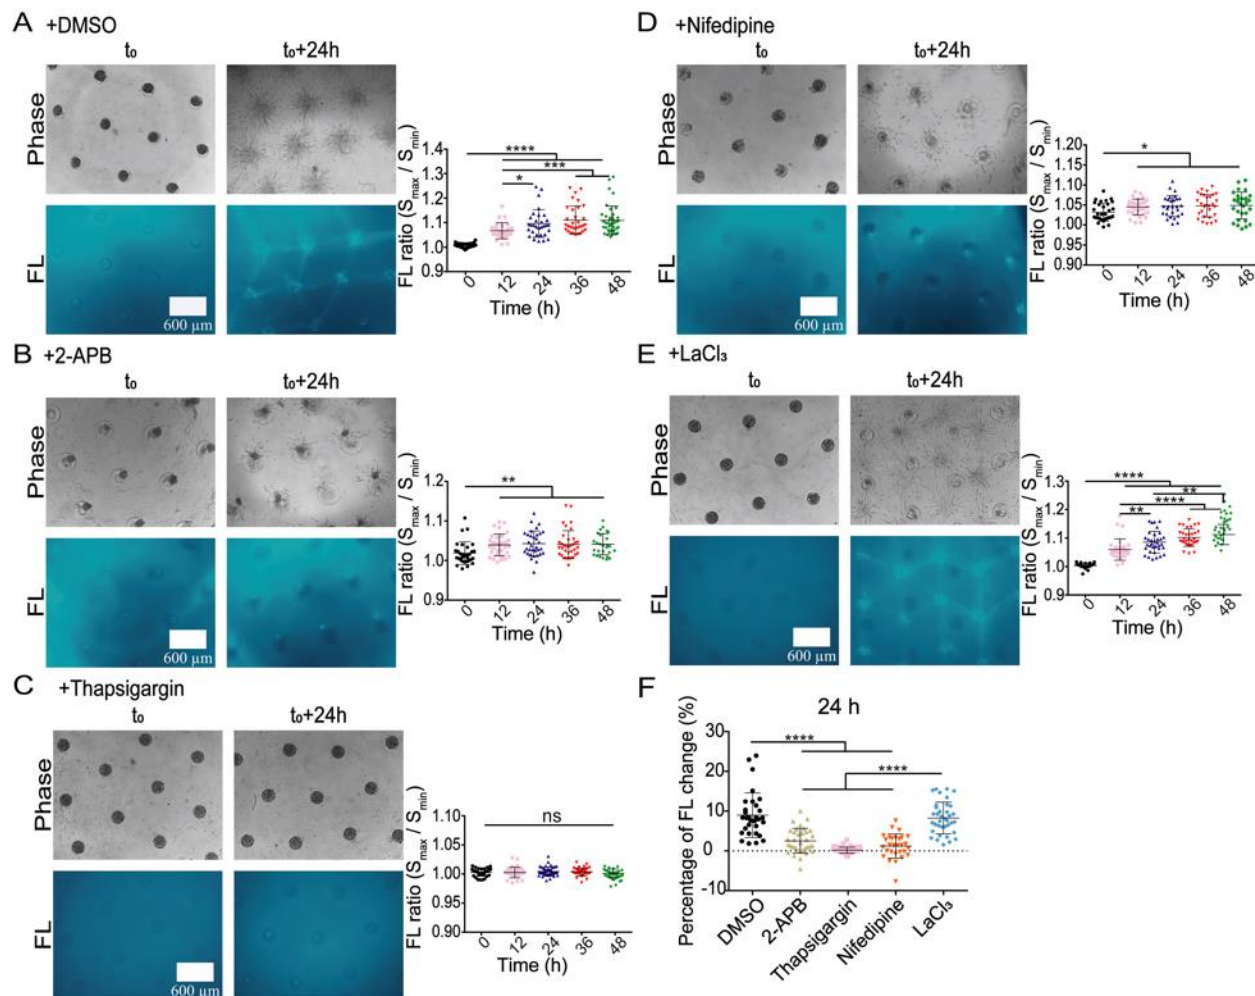 A +DMSO
t₀ t₀+24h
Phase
FL
600 µm
FL ratio (Smax / Smin)
1.4
1.3
1.2
1.1
1.0
0.9
****
***
*
0 12 24 36 48
Time (h)
B +2-APB
t₀ t₀+24h
Phase
FL
600 µm
FL ratio (Smax / Smin)
1.2
1.1
1.0
0.9
**
0 12 24 36 48
Time (h)
C +Thapsigargin
t₀ t₀+24h
Phase
FL
600 µm
FL ratio (Smax / Smin)
1.10
1.05
1.00
0.95
0.90
ns
0 12 24 36 48
Time (h)
D +Nifedipine
t₀ t₀+24h
Phase
FL
600 µm
FL ratio (Smax / Smin)
1.20
1.15
1.10
1.05
1.00
0.95
0.90
*
0 12 24 36 48
Time (h)
E +LaCl₃
t₀ t₀+24h
Phase
FL
600 µm
FL ratio (Smax / Smin)
1.3
1.2
1.1
1.0
0.9
****
**
****
**
0 12 24 36 48
Time (h)
F
24 h
Percentage of FL change (%)
30
20
10
0
-10
****
****
DMSO 2-APB Thapsigargin Nifedipine LaCl₃